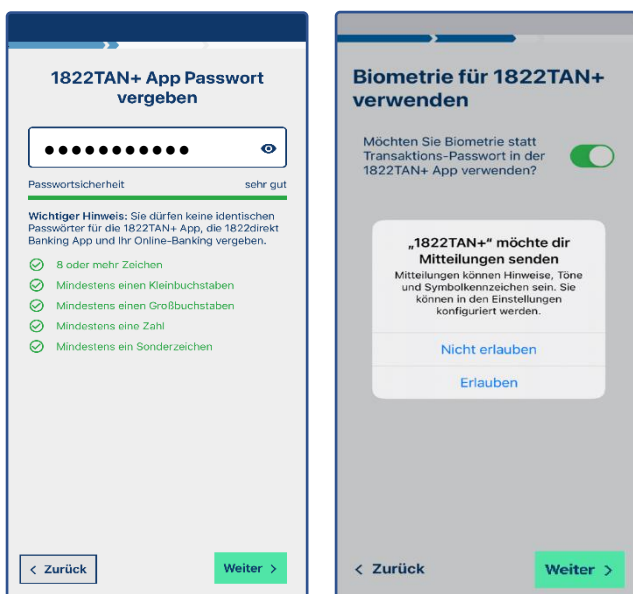 1822TAN+ App Passwort
vergeben
●●●●●●●●●●●
Passwortsicherheit sehr gut
Wichtiger Hinweis: Sie dürfen keine identischen
Passwörter für die 1822TAN+ App, die 1822direkt
Banking App und Ihr Online-Banking vergeben.
8 oder mehr Zeichen
Mindestens einen Kleinbuchstaben
Mindestens einen Großbuchstaben
Mindestens eine Zahl
Mindestens ein Sonderzeichen
< Zurück
Weiter >
Biometrie für 1822TAN+
verwenden
Möchten Sie Biometrie statt
Transaktions-Passwort in der
1822TAN+ App verwenden?
„1822TAN+“ möchte dir
Mitteilungen senden
Mitteilungen können Hinweise, Töne
und Symbolkennzeichen sein. Sie
können in den Einstellungen
konfiguriert werden.
Nicht erlauben
Erlauben
< Zurück
Weiter >